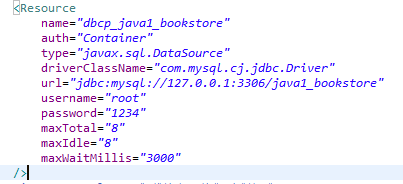 <Resource
name="dbcp_java1_bookstore"
auth="Container"
type="javax.sql.DataSource"
driverClassName="com.mysql.cj.jdbc.Driver"
url="jdbc:mysql://127.0.0.1:3306/java1_bookstore"
username="root"
password="1234"
maxTotal="8"
maxIdle="8"
maxWaitMillis="3000"
/>